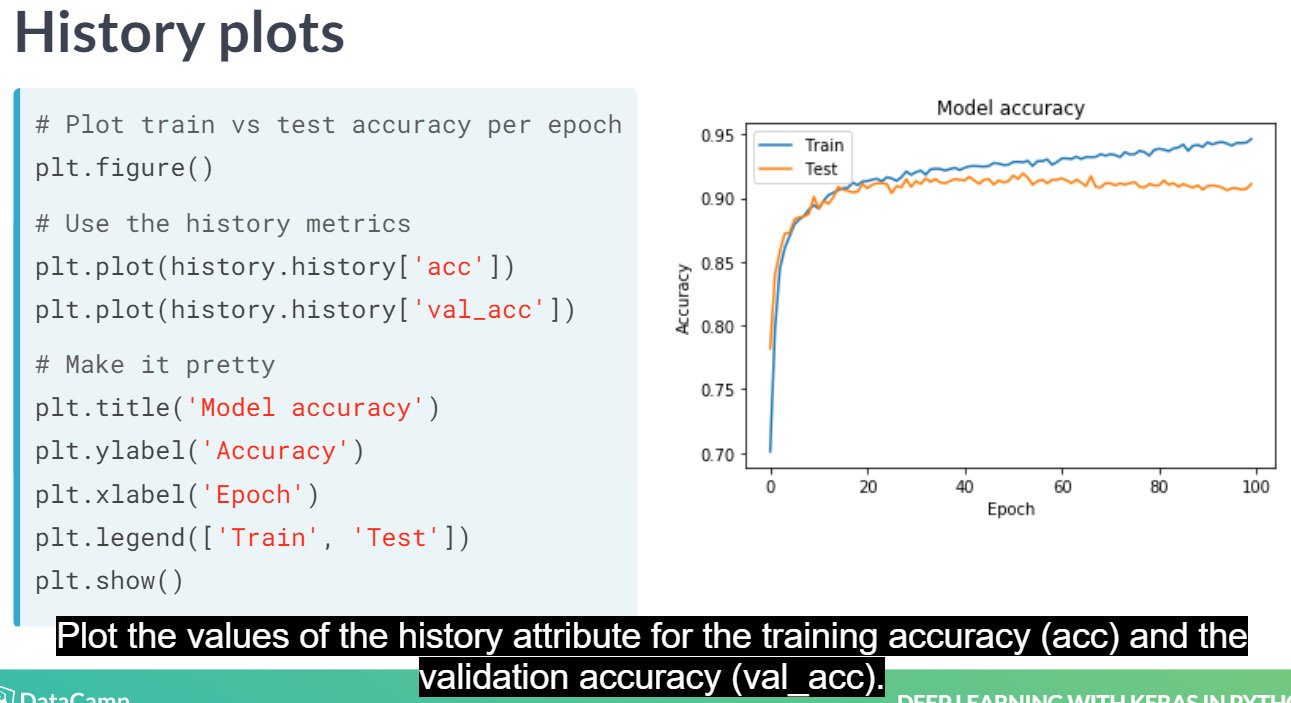 History plots
# Plot train vs test accuracy per epoch
plt.figure()
# Use the history metrics
plt.plot(history.history['acc'])
plt.plot(history.history['val_acc'])
# Make it pretty
plt.title('Model accuracy')
plt.ylabel('Accuracy')
plt.xlabel('Epoch')
plt.legend(['Train', 'Test'])
plt.show()
Model accuracy
Train
Test
0.95
0.90
0.85
0.80
0.75
0.70
Accuracy
0 20 40 60 80 100
Epoch
Plot the values of the history attribute for the training accuracy (acc) and the
validation accuracy (val_acc).
DataCamp
DEEP LEARNING WITH KERAS IN PYTHO